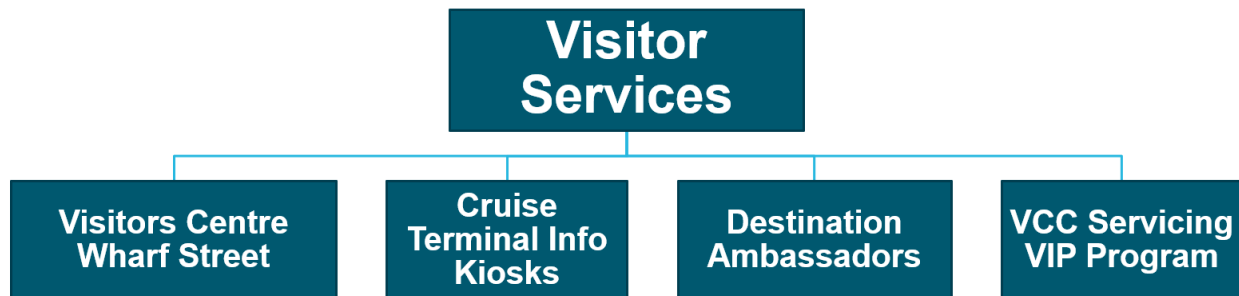 Visitor
Services
Visitors Centre
Wharf Street
Cruise
Terminal Info
Kiosks
Destination
Ambassadors
VCC Servicing
VIP Program